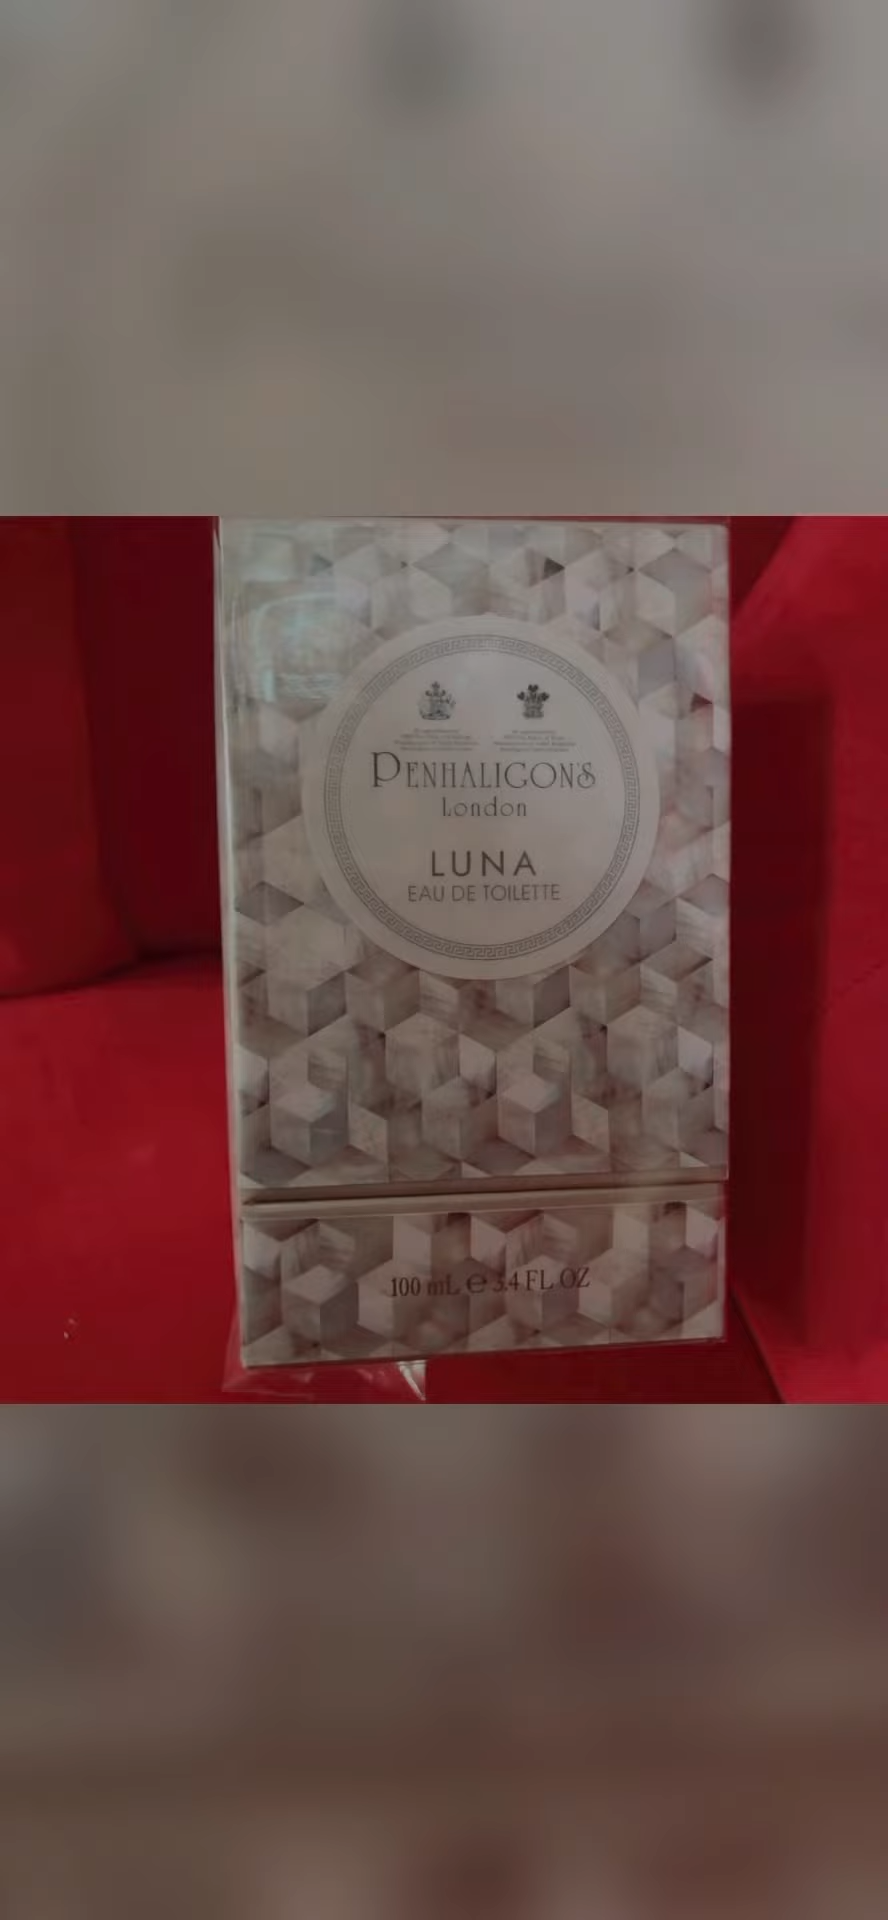 PENHALIGON'S
London
LUNA
EAU DE TOILETTE
100 mL ℮ 3.4 FL OZ